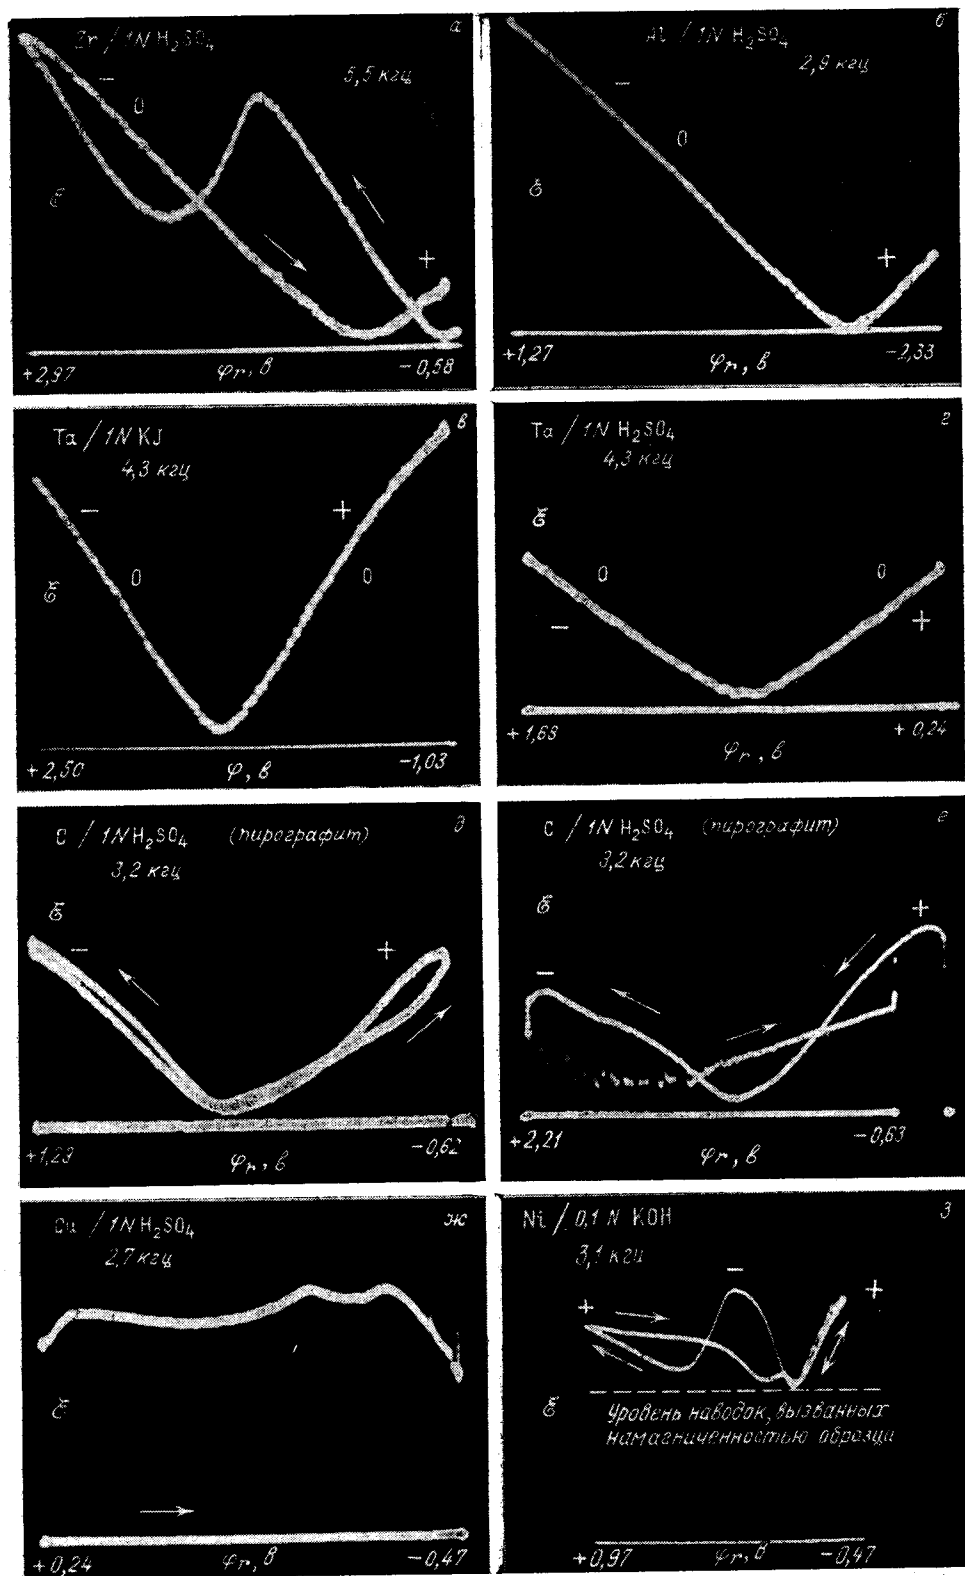 а
Zr / 1N H₂SO₄
5,5 кгц
−
0
ℰ
+
+2,97 φr, в −0,58
б
Al / 1N H₂SO₄
2,9 кгц
−
0
ℰ
+
+1,27 φr, в −2,33
в
Ta / 1N KJ
4,3 кгц
− +
0 0
ℰ
+2,50 φ, в −1,03
г
Ta / 1N H₂SO₄
4,3 кгц
ℰ
0 0
− +
+1,68 φr, в +0,24
д
C / 1N H₂SO₄ (пирографит)
3,2 кгц
ℰ
− +
+1,23 φr, в −0,62
е
C / 1N H₂SO₄ (пирографит)
3,2 кгц
ℰ
− +
+2,21 φr, в −0,63
ж
Cu / 1N H₂SO₄
2,7 кгц
ℰ
+0,24 φr, в −0,47
з
Ni / 0,1 N KOH
3,1 кгц
−
+ +
ℰ
Уровень наводок, вызванных
намагниченностью образца
+0,97 φr, в −0,47